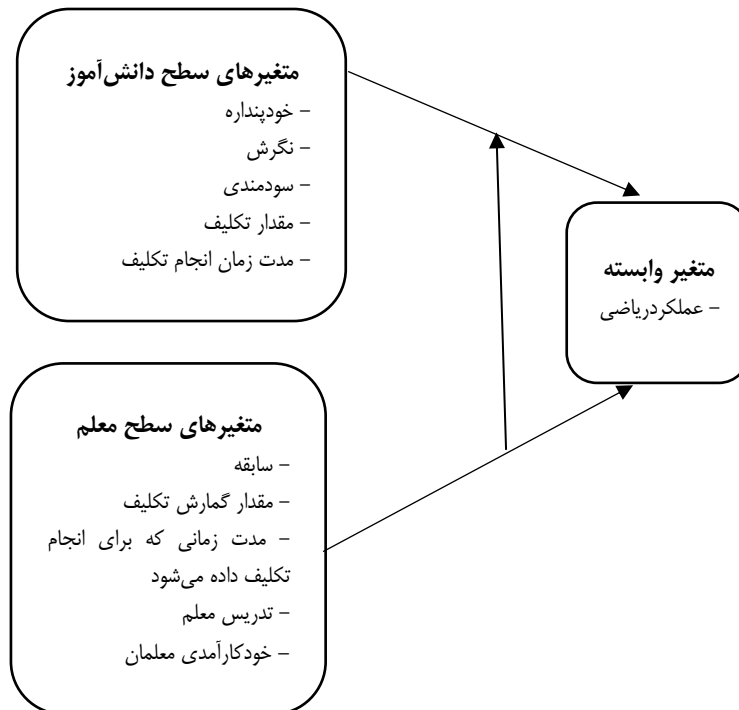 متغیرهای سطح دانش‌آموز
- خودپنداره
- نگرش
- سودمندی
- مقدار تکلیف
- مدت زمان انجام تکلیف
متغیر وابسته
- عملکردریاضی
متغیرهای سطح معلم
- سابقه
- مقدار گمارش تکلیف
- مدت زمانی که برای انجام
تکلیف داده می‌شود
- تدریس معلم
- خودکارآمدی معلمان